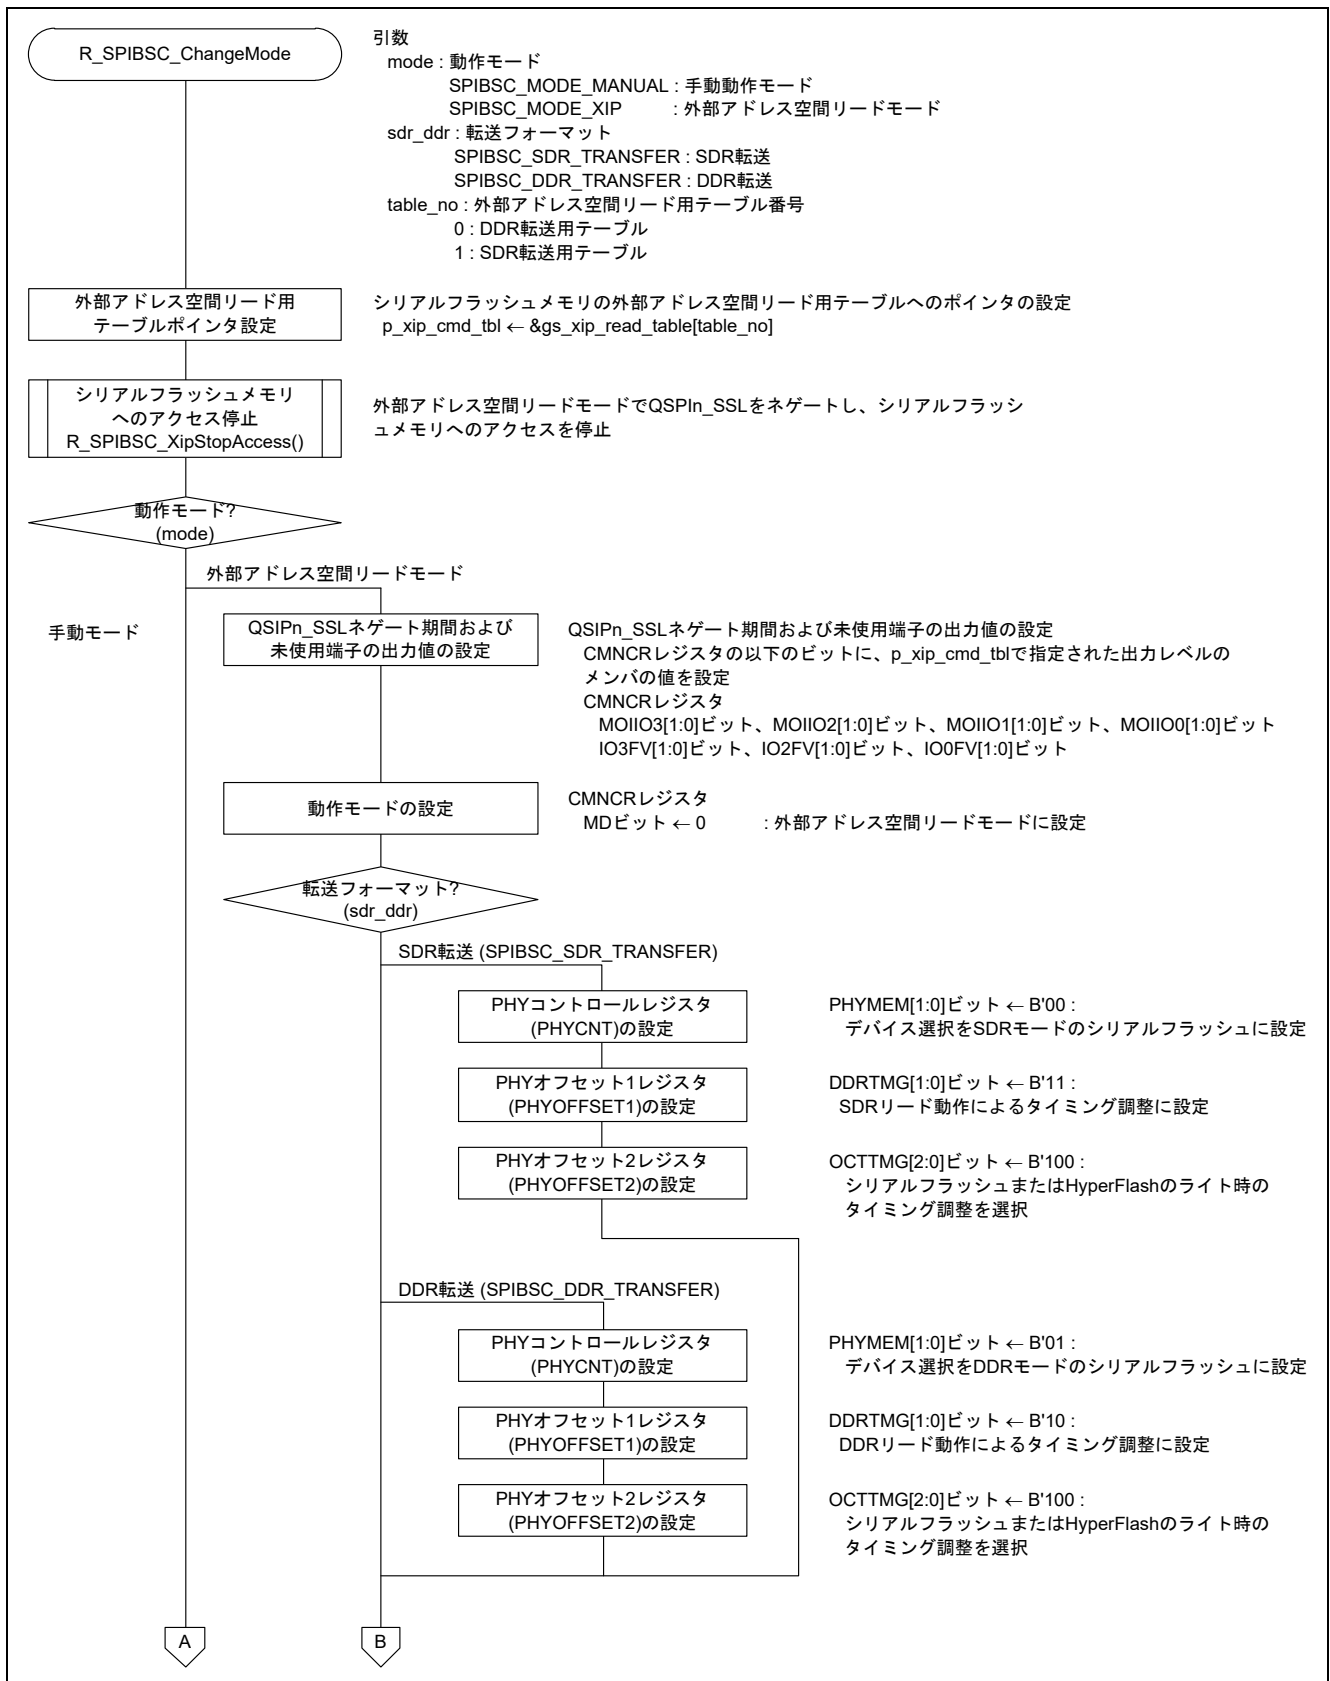 R_SPIBSC_ChangeMode
引数
mode : 動作モード
SPIBSC_MODE_MANUAL : 手動動作モード
SPIBSC_MODE_XIP : 外部アドレス空間リードモード
sdr_ddr : 転送フォーマット
SPIBSC_SDR_TRANSFER : SDR転送
SPIBSC_DDR_TRANSFER : DDR転送
table_no : 外部アドレス空間リード用テーブル番号
0 : DDR転送用テーブル
1 : SDR転送用テーブル
外部アドレス空間リード用
テーブルポインタ設定
シリアルフラッシュメモリの外部アドレス空間リード用テーブルへのポインタの設定
p_xip_cmd_tbl ← &gs_xip_read_table[table_no]
シリアルフラッシュメモリ
へのアクセス停止
R_SPIBSC_XipStopAccess()
外部アドレス空間リードモードでQSPIn_SSLをネゲートし、シリアルフラッシ
ュメモリへのアクセスを停止
動作モード?
(mode)
外部アドレス空間リードモード
手動モード
QSIPn_SSLネゲート期間および
未使用端子の出力値の設定
QSIPn_SSLネゲート期間および未使用端子の出力値の設定
CMNCRレジスタの以下のビットに、p_xip_cmd_tblで指定された出力レベルの
メンバの値を設定
CMNCRレジスタ
MOIIO3[1:0]ビット、MOIIO2[1:0]ビット、MOIIO1[1:0]ビット、MOIIO0[1:0]ビット
IO3FV[1:0]ビット、IO2FV[1:0]ビット、IO0FV[1:0]ビット
動作モードの設定
CMNCRレジスタ
MDビット ← 0 : 外部アドレス空間リードモードに設定
転送フォーマット?
(sdr_ddr)
SDR転送 (SPIBSC_SDR_TRANSFER)
PHYコントロールレジスタ
(PHYCNT)の設定
PHYMEM[1:0]ビット ← B'00 :
デバイス選択をSDRモードのシリアルフラッシュに設定
PHYオフセット1レジスタ
(PHYOFFSET1)の設定
DDRTMG[1:0]ビット ← B'11 :
SDRリード動作によるタイミング調整に設定
PHYオフセット2レジスタ
(PHYOFFSET2)の設定
OCTTMG[2:0]ビット ← B'100 :
シリアルフラッシュまたはHyperFlashのライト時の
タイミング調整を選択
DDR転送 (SPIBSC_DDR_TRANSFER)
PHYコントロールレジスタ
(PHYCNT)の設定
PHYMEM[1:0]ビット ← B'01 :
デバイス選択をDDRモードのシリアルフラッシュに設定
PHYオフセット1レジスタ
(PHYOFFSET1)の設定
DDRTMG[1:0]ビット ← B'10 :
DDRリード動作によるタイミング調整に設定
PHYオフセット2レジスタ
(PHYOFFSET2)の設定
OCTTMG[2:0]ビット ← B'100 :
シリアルフラッシュまたはHyperFlashのライト時の
タイミング調整を選択
A
B